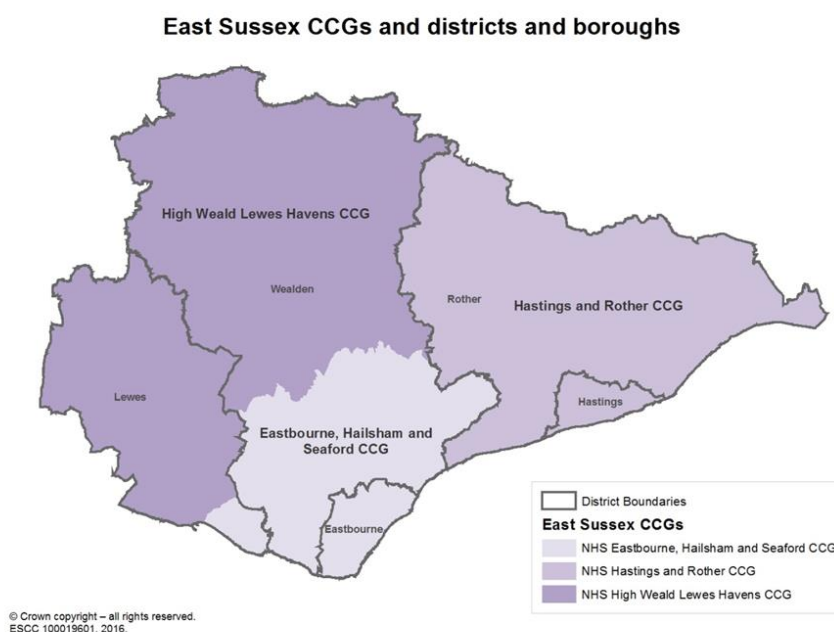 East Sussex CCGs and districts and boroughs
High Weald Lewes Havens CCG
Wealden
Rother
Hastings and Rother CCG
Lewes
Hastings
Eastbourne, Hailsham and
Seaford CCG
Eastbourne
District Boundaries
East Sussex CCGs
NHS Eastbourne, Hailsham and Seaford CCG
NHS Hastings and Rother CCG
NHS High Weald Lewes Havens CCG
© Crown copyright – all rights reserved.
ESCC 100019601, 2016.